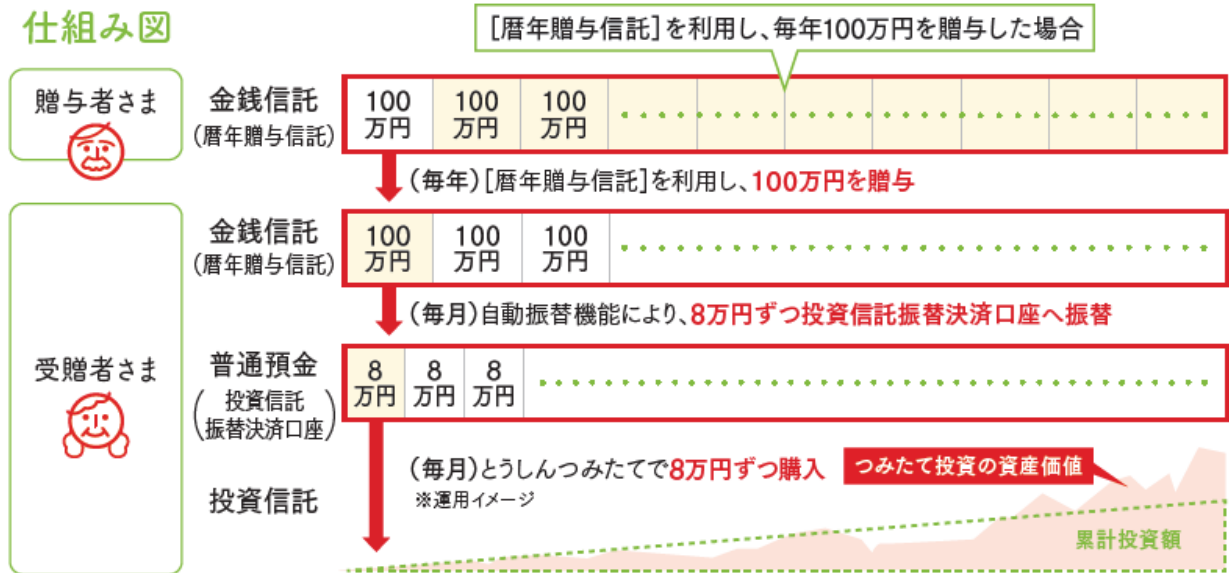 仕組み図
[暦年贈与信託]を利用し、毎年100万円を贈与した場合
贈与者さま
金銭信託
(暦年贈与信託)
100
万円
100
万円
100
万円
(毎年)[暦年贈与信託]を利用し、100万円を贈与
受贈者さま
金銭信託
(暦年贈与信託)
100
万円
100
万円
100
万円
(毎月)自動振替機能により、8万円ずつ投資信託振替決済口座へ振替
普通預金
(投資信託
振替決済口座)
8
万円
8
万円
8
万円
(毎月)とうしんつみたてで8万円ずつ購入
※運用イメージ
つみたて投資の資産価値
投資信託
累計投資額